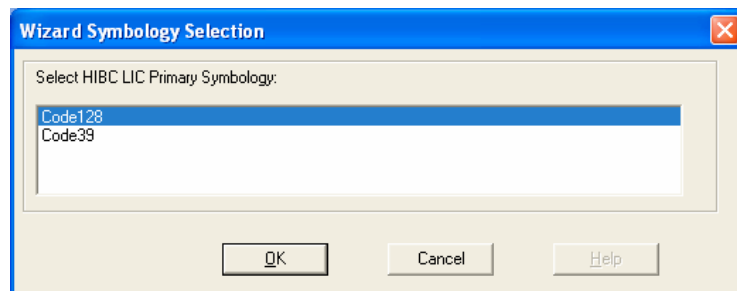 Wizard Symbology Selection
Select HIBC LIC Primary Symbology:
Code128
Code39
OK Cancel Help